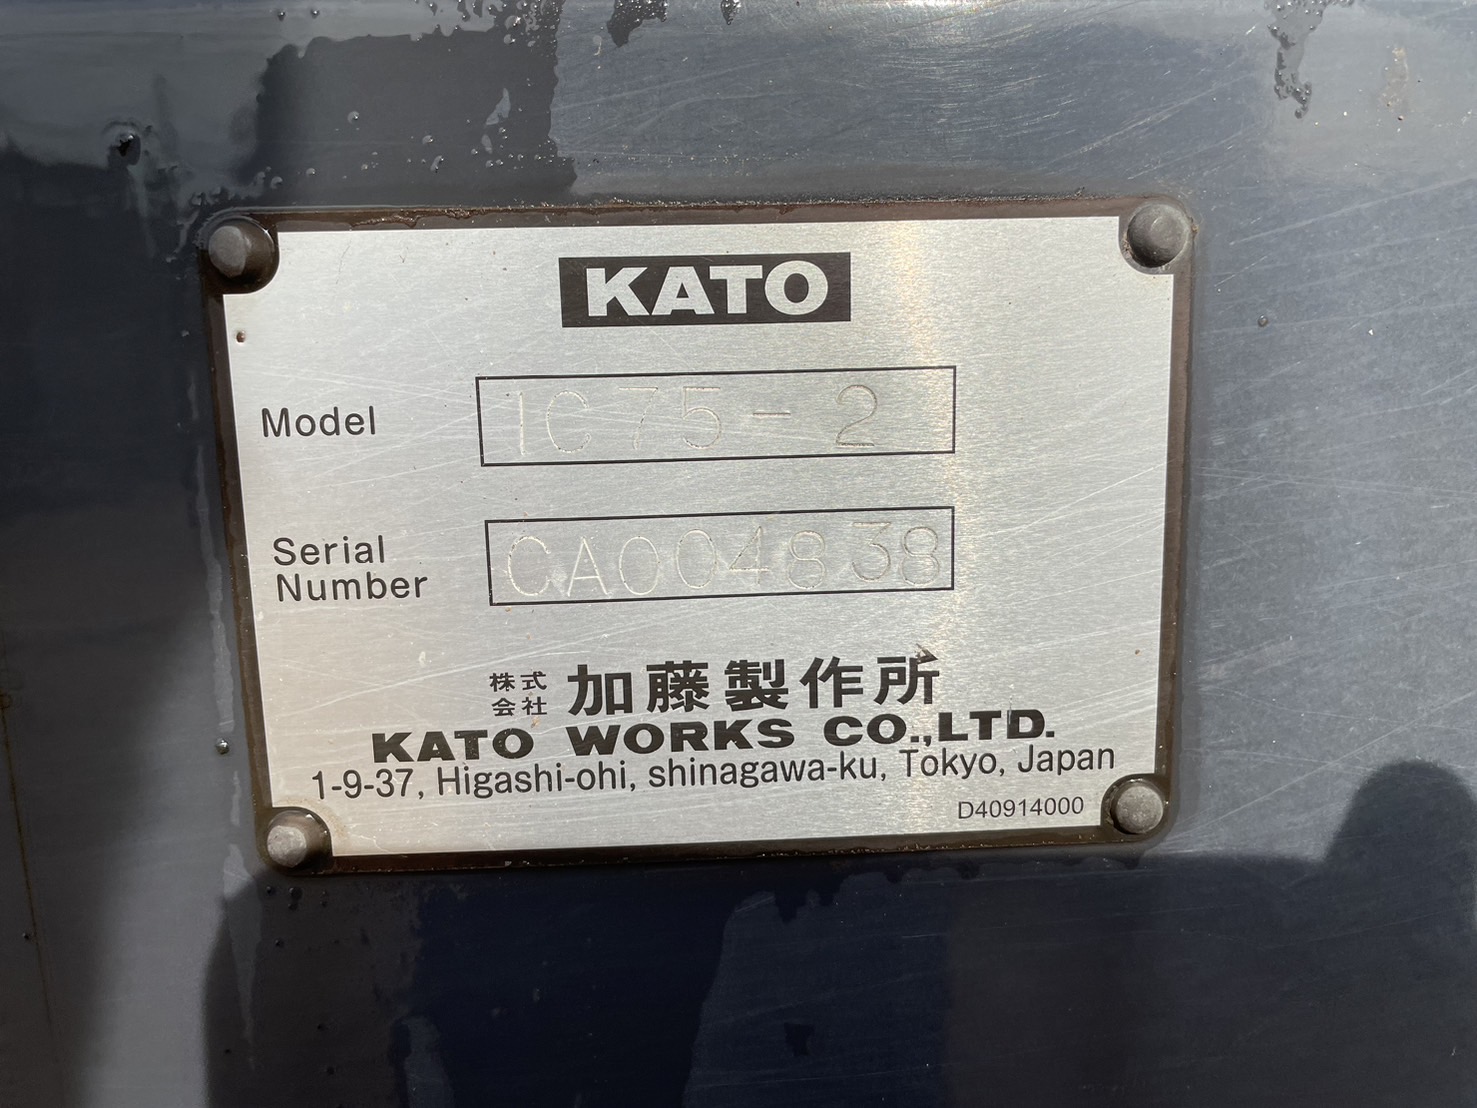 KATO
Model IC75-2
Serial
Number CA004838
株式会社 加藤製作所
KATO WORKS CO.,LTD.
1-9-37, Higashi-ohi, shinagawa-ku, Tokyo, Japan
D40914000